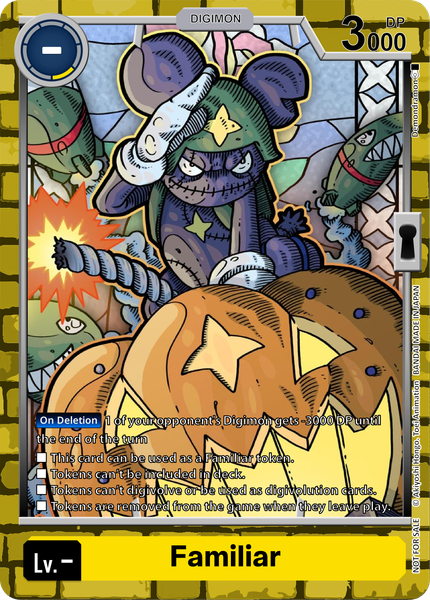 DIGIMON
DP
3000
-
On Deletion 1 of your opponent's Digimon gets -3000 DP until
the end of the turn
This card can be used as a Familiar token.
Tokens can't be included in deck.
Tokens can't digivolve or be used as digivolution cards.
Tokens are removed from the game when they leave play.
Lv.-
Familiar
Demondramon
NOT FOR SALE © Akiyoshi Hongo, Toei Animation BANDAI MADE IN JAPAN